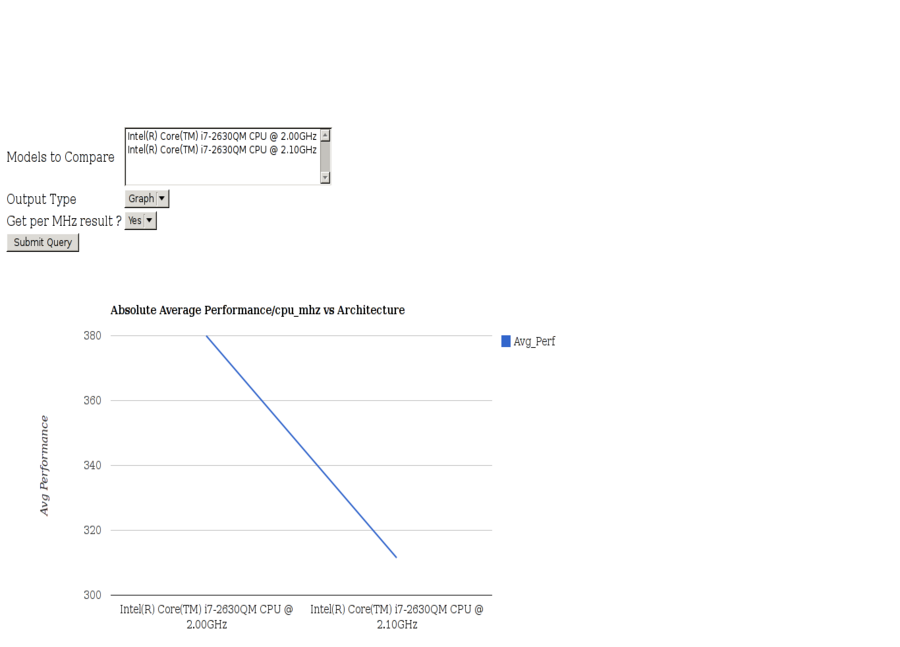 Intel(R) Core(TM) i7-2630QM CPU @ 2.00GHz
Intel(R) Core(TM) i7-2630QM CPU @ 2.10GHz
Models to Compare
Output Type Graph
Get per MHz result ? Yes
Submit Query
Absolute Average Performance/cpu_mhz vs Architecture
380
Avg_Perf
360
340
320
300
Avg Performance
Intel(R) Core(TM) i7-2630QM CPU @
2.00GHz
Intel(R) Core(TM) i7-2630QM CPU @
2.10GHz